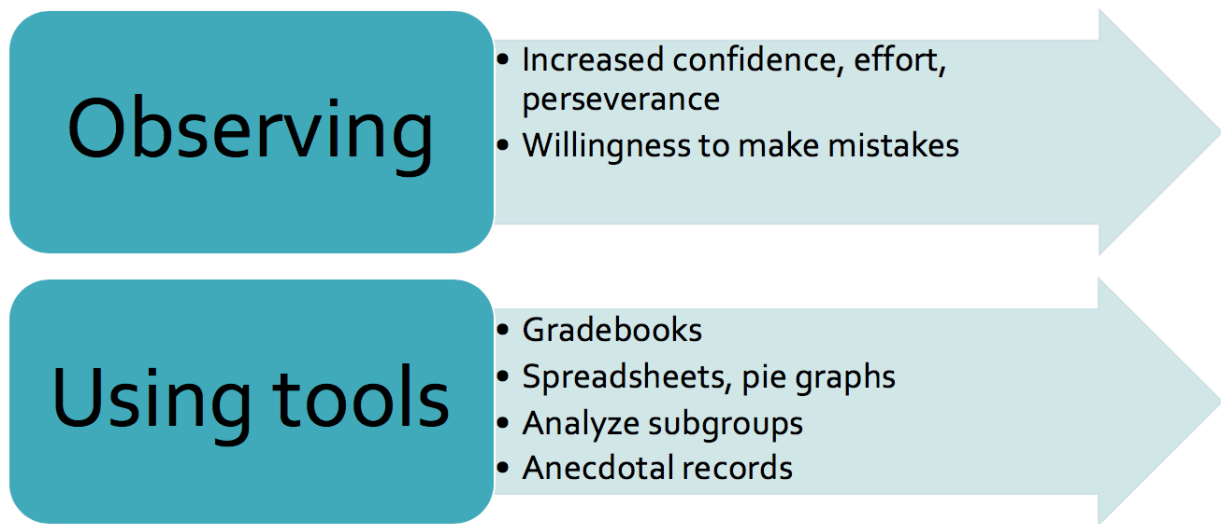 Observing
• Increased confidence, effort,
perseverance
• Willingness to make mistakes
Using tools
• Gradebooks
• Spreadsheets, pie graphs
• Analyze subgroups
• Anecdotal records